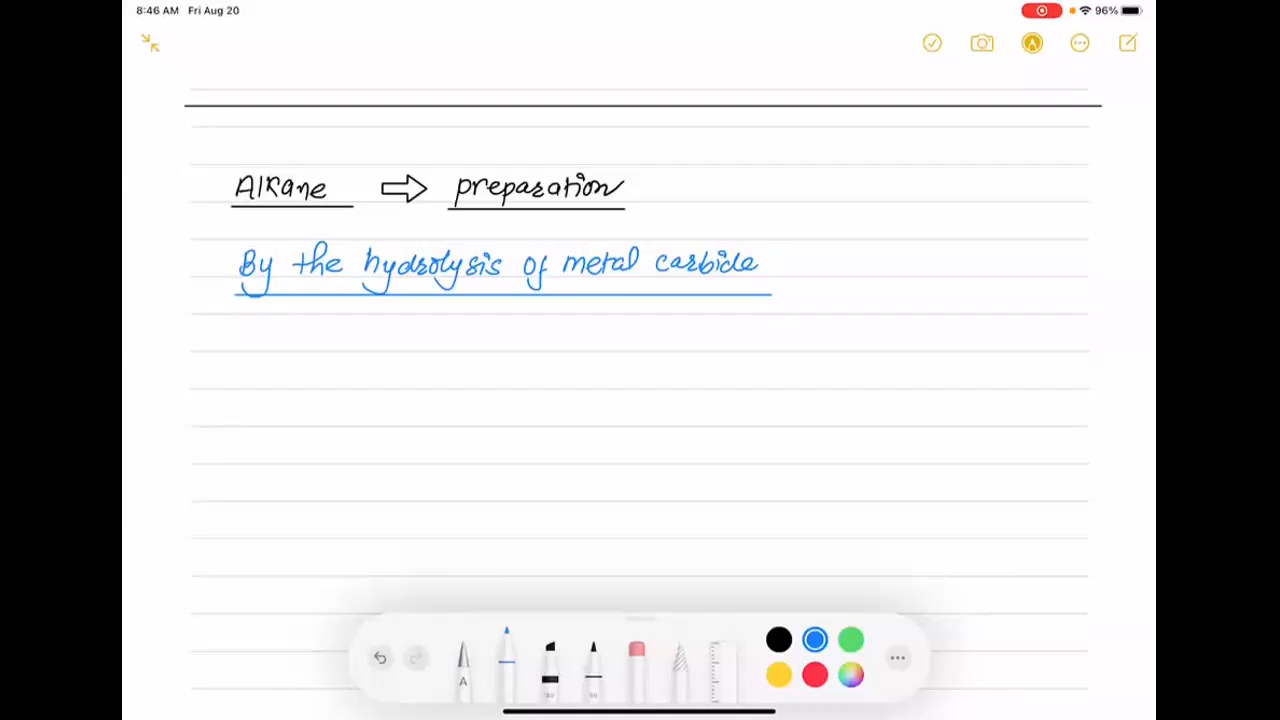 8:46 AM Fri Aug 20 96%
Alkane ⇒ preparation
By the hydrolysis of metal carbide
A